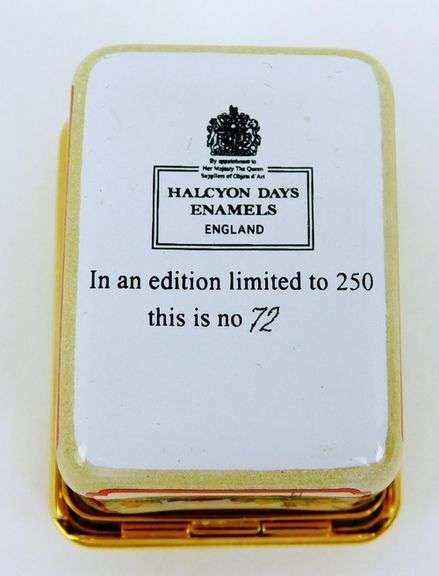 By appointment to
Her Majesty The Queen
Suppliers of Objets d'Art
HALCYON DAYS
ENAMELS
ENGLAND
In an edition limited to 250
this is no 72